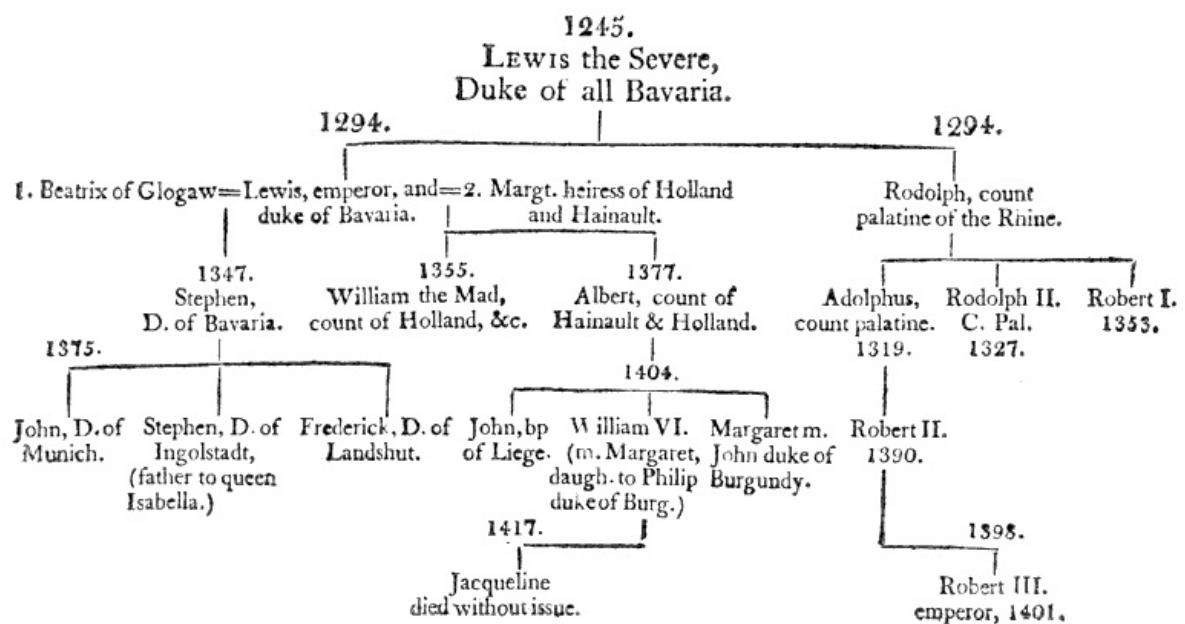 1245.
LEWIS the Severe,
Duke of all Bavaria.
1294. 1294.
1. Beatrix of Glogaw=Lewis, emperor, and=2. Margt. heiress of Holland
duke of Bavaria. and Hainault.
Rodolph, count
palatine of the Rhine.
1347.
Stephen,
D. of Bavaria.
1355.
William the Mad,
count of Holland, &c.
1377.
Albert, count of
Hainault & Holland.
Adolphus,
count palatine.
1319.
Rodolph II.
C. Pal.
1327.
Robert I.
1353.
1375.
John, D. of
Munich.
Stephen, D. of
Ingolstadt,
(father to queen
Isabella.)
Frederick, D. of
Landshut.
1404.
John, bp
of Liege.
William VI.
(m. Margaret,
daugh. to Philip
duke of Burg.)
Margaret m.
John duke of
Burgundy.
Robert II.
1390.
1417.
Jacqueline
died without issue.
1398.
Robert III.
emperor, 1401.